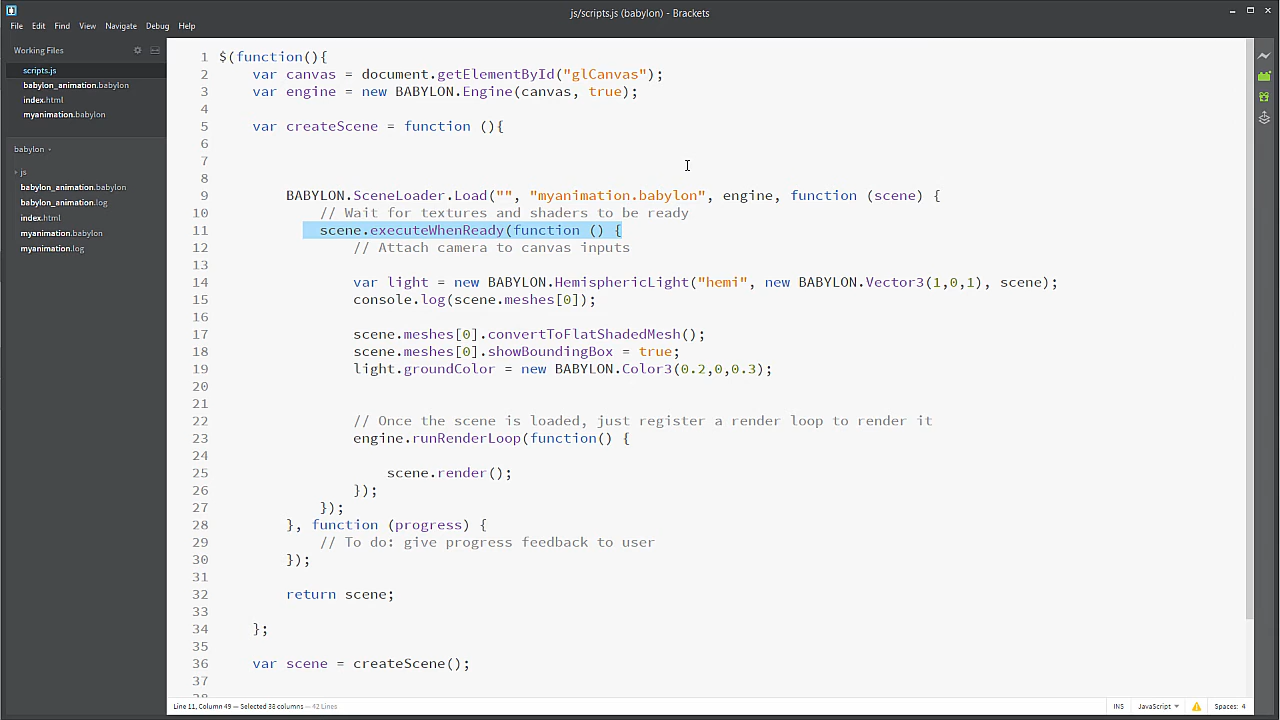 js/scripts.js (babylon) - Brackets
File Edit Find View Navigate Debug Help
Working Files
scripts.js
babylon_animation.babylon
index.html
myanimation.babylon
babylon
js
babylon_animation.babylon
babylon_animation.log
index.html
myanimation.babylon
myanimation.log
1 $(function(){
2 var canvas = document.getElementById("glCanvas");
3 var engine = new BABYLON.Engine(canvas, true);
4
5 var createScene = function (){
6
7
8
9 BABYLON.SceneLoader.Load("", "myanimation.babylon", engine, function (scene) {
10 // Wait for textures and shaders to be ready
11 scene.executeWhenReady(function () {
12 // Attach camera to canvas inputs
13
14 var light = new BABYLON.HemisphericLight("hemi", new BABYLON.Vector3(1,0,1), scene);
15 console.log(scene.meshes[0]);
16
17 scene.meshes[0].convertToFlatShadedMesh();
18 scene.meshes[0].showBoundingBox = true;
19 light.groundColor = new BABYLON.Color3(0.2,0,0.3);
20
21
22 // Once the scene is loaded, just register a render loop to render it
23 engine.runRenderLoop(function() {
24
25 scene.render();
26 });
27 });
28 }, function (progress) {
29 // To do: give progress feedback to user
30 });
31
32 return scene;
33
34 };
35
36 var scene = createScene();
37
38
Line 11, Column 49 — Selected 38 columns — 42 Lines
INS JavaScript Spaces: 4